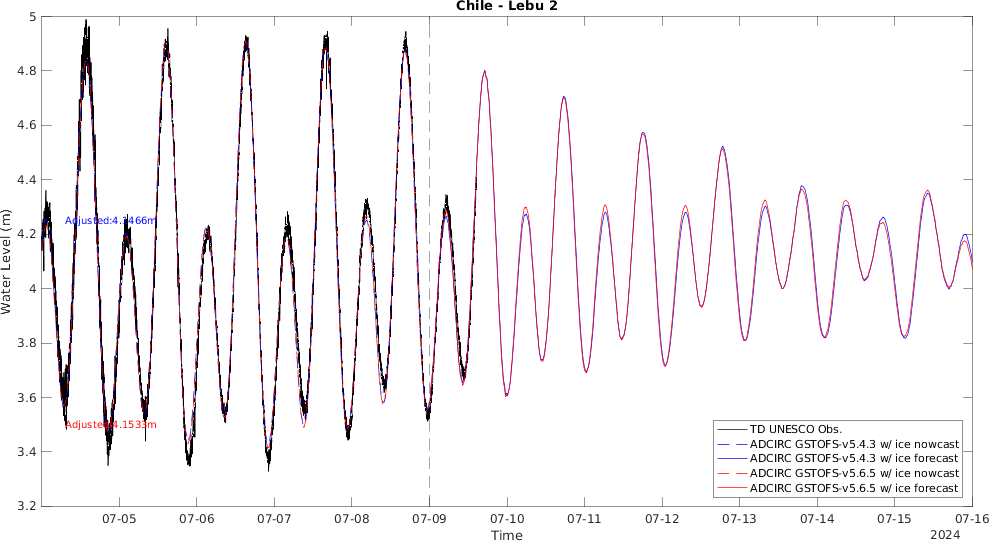 Chile - Lebu 2
5
4.8
4.6
4.4
4.2
4
3.8
3.6
3.4
3.2
Water Level (m)
Adjusted:4.1466m
Adjusted:4.1533m
TD UNESCO Obs.
ADCIRC GSTOFS-v5.4.3 w/ ice nowcast
ADCIRC GSTOFS-v5.4.3 w/ ice forecast
ADCIRC GSTOFS-v5.6.5 w/ ice nowcast
ADCIRC GSTOFS-v5.6.5 w/ ice forecast
07-05 07-06 07-07 07-08 07-09 07-10 07-11 07-12 07-13 07-14 07-15 07-16
Time
2024